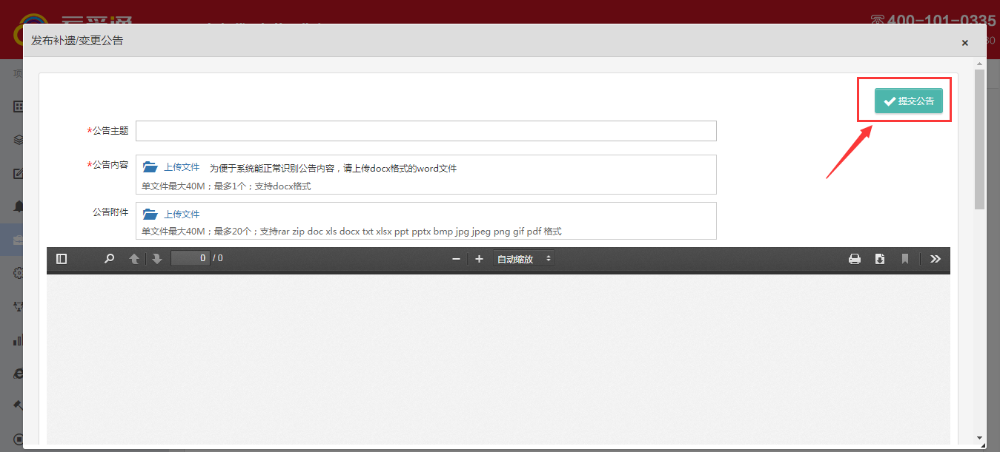 400-101-0335
发布补遗/变更公告
×
项
提交公告
*公告主题
*公告内容
上传文件 为便于系统能正常识别公告内容，请上传docx格式的word文件
单文件最大40M；最多1个；支持docx格式
公告附件
上传文件
单文件最大40M；最多20个；支持rar zip doc xls docx txt xlsx ppt pptx bmp jpg jpeg png gif pdf 格式
0 / 0
自动缩放